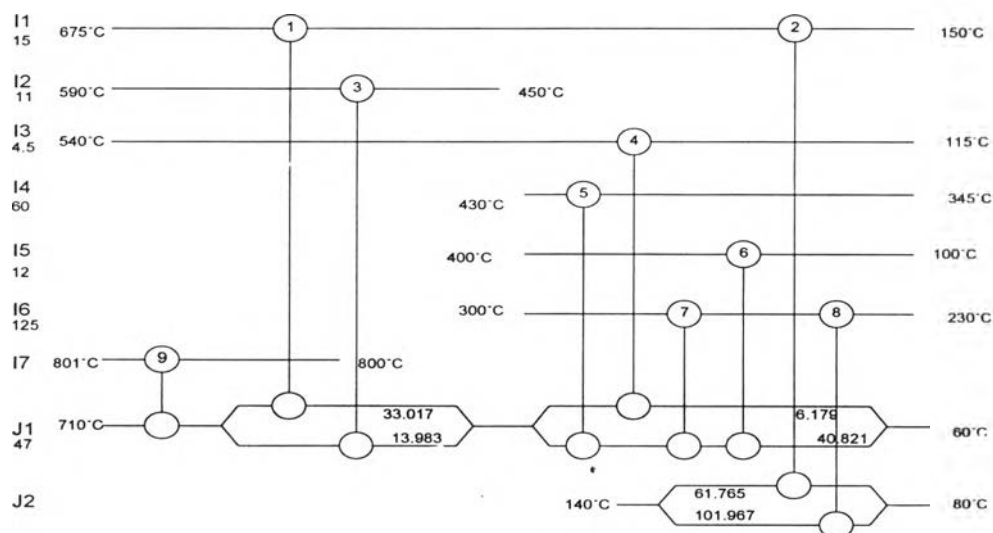 I1 675°C 1 2 150°C
15
I2 590°C 3 450°C
11
I3 540°C 4 115°C
4.5
I4 430°C 5 345°C
60
I5 400°C 6 100°C
12
I6 300°C 7 8 230°C
125
I7 801°C 9 800°C
33.017 6.179
J1 710°C 60°C
47 13.983 40.821
61.765
J2 140°C 80°C
101.967